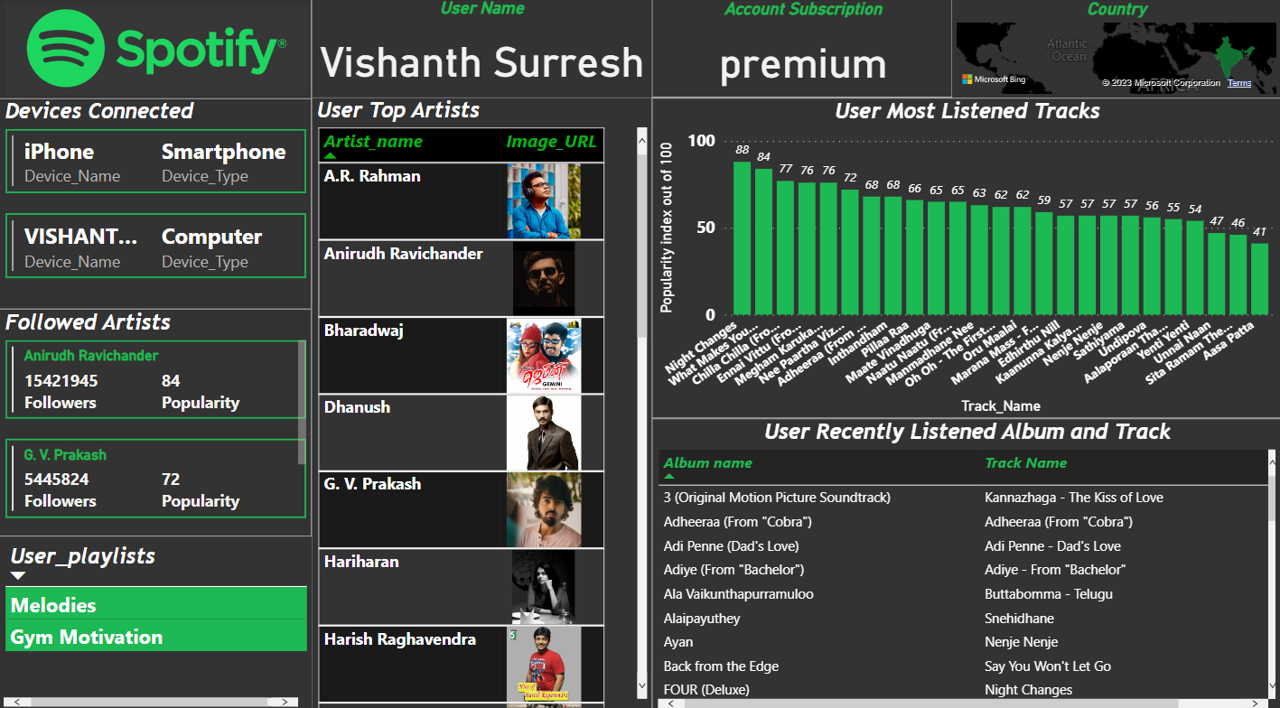 Spotify®
User Name
Vishanth Surresh
Account Subscription
premium
Country
Atlantic
Ocean
AFRICA
Microsoft Bing
© 2023 Microsoft Corporation Terms
Devices Connected
iPhone Smartphone
Device_Name Device_Type
VISHANT... Computer
Device_Name Device_Type
Followed Artists
Anirudh Ravichander
15421945 84
Followers Popularity
G. V. Prakash
5445824 72
Followers Popularity
User_playlists
Melodies
Gym Motivation
User Top Artists
Artist_name Image_URL
A.R. Rahman
Anirudh Ravichander
Bharadwaj
GEMINI
Dhanush
G. V. Prakash
Hariharan
Harish Raghavendra
User Most Listened Tracks
Popularity index out of 100
100
50
0
88 84 77 76 76 72 68 68 66 65 65 63 62 62 59 57 57 57 57 56 55 54 47 46 41
Night Changes
What Makes You...
Chilla Chilla (Fro...
Ennai Vittu (Fro...
Megham Karuka...
Nee Paartha Viz...
Adheeraa (From ...
Inthandham
Pillaa Raa
Maate Vinadhuga
Naatu Naatu (Fr...
Manmadhane Nee
Oh Oh - The First...
Oru Maalai
Marana Mass - F...
Edhirthu Nill
Kaanunna Kalya...
Nenje Nenje
Sathiyama
Undipova
Aalaporaan Tha...
Yenti Yenti
Unnai Naan
Sita Ramam The...
Aasa Patta
Track_Name
User Recently Listened Album and Track
Album name Track Name
3 (Original Motion Picture Soundtrack) Kannazhaga - The Kiss of Love
Adheeraa (From "Cobra") Adheeraa (From "Cobra")
Adi Penne (Dad's Love) Adi Penne - Dad's Love
Adiye (From "Bachelor") Adiye - From "Bachelor"
Ala Vaikunthapurramuloo Buttabomma - Telugu
Alaipayuthey Snehidhane
Ayan Nenje Nenje
Back from the Edge Say You Won't Let Go
FOUR (Deluxe) Night Changes